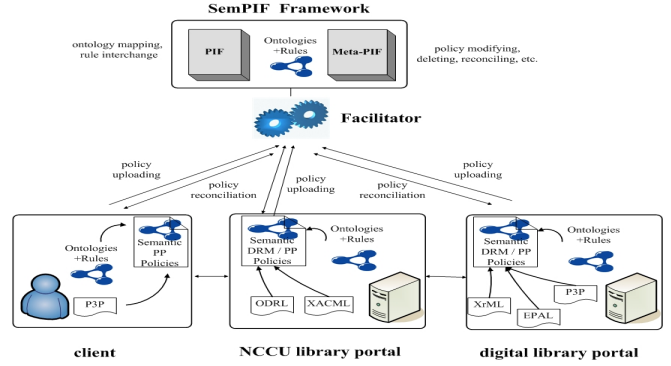 SemPIF Framework
ontology mapping,
rule interchange
PIF
Ontologies
+Rules
Meta-PIF
policy modifying,
deleting, reconciling, etc.
Facilitator
policy
uploading
policy
reconciliation
policy
uploading
policy
reconciliation
policy
uploading
Ontologies
+Rules
Semantic
PP
Policies
P3P
Semantic
DRM / PP
Policies
Ontologies
+Rules
ODRL
XACML
Semantic
DRM / PP
Policies
Ontologies
+Rules
XrML
EPAL
P3P
client
NCCU library portal
digital library portal